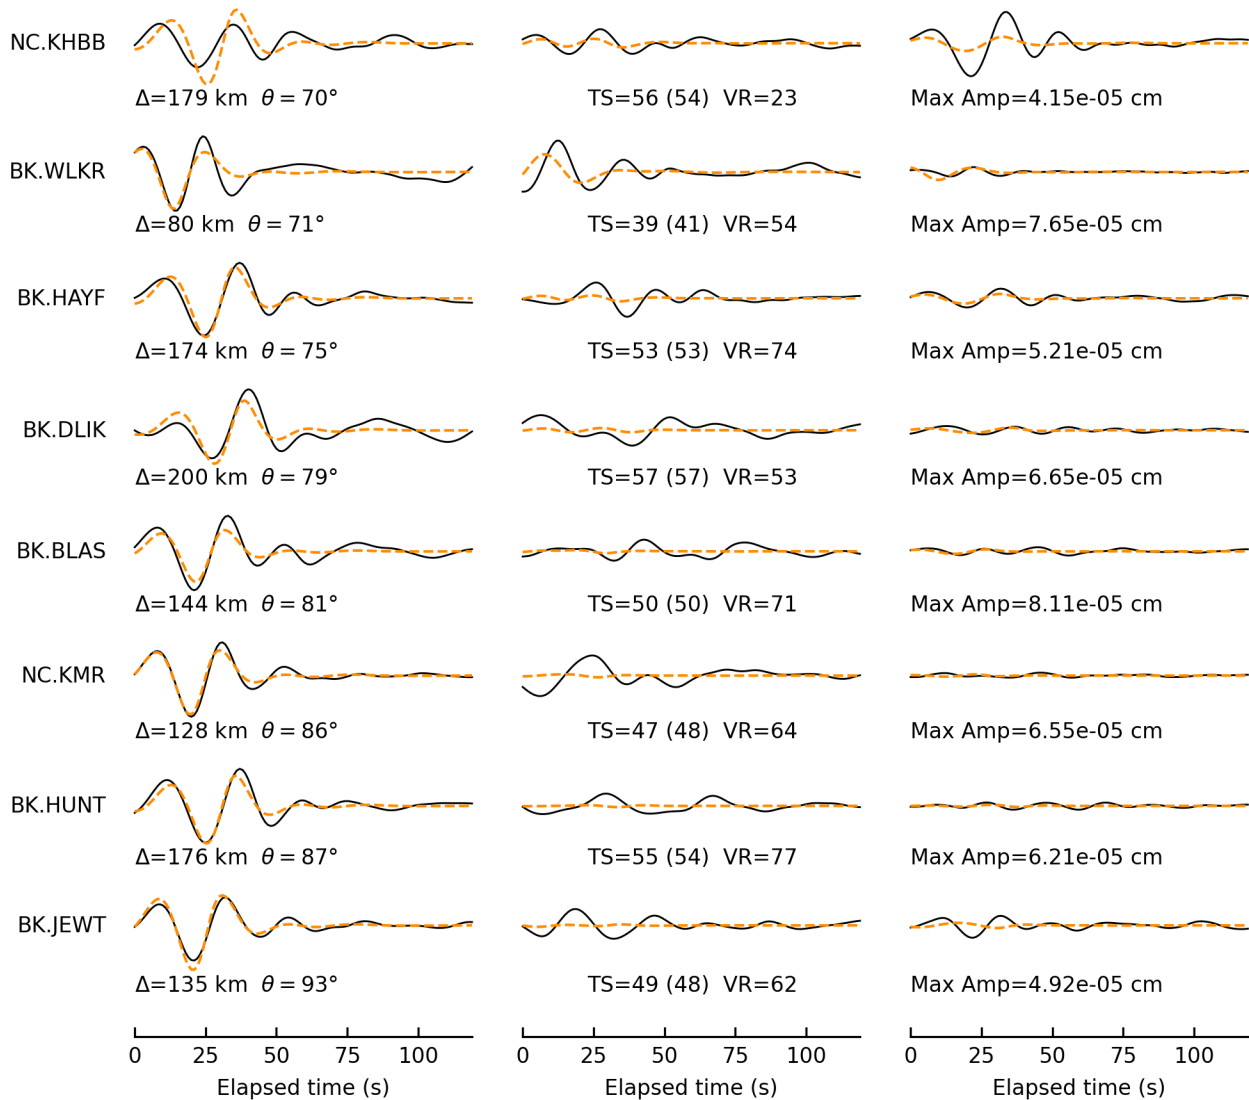 NC.KHBB
Δ=179 km θ = 70° TS=56 (54) VR=23 Max Amp=4.15e-05 cm
BK.WLKR
Δ=80 km θ = 71° TS=39 (41) VR=54 Max Amp=7.65e-05 cm
BK.HAYF
Δ=174 km θ = 75° TS=53 (53) VR=74 Max Amp=5.21e-05 cm
BK.DLIK
Δ=200 km θ = 79° TS=57 (57) VR=53 Max Amp=6.65e-05 cm
BK.BLAS
Δ=144 km θ = 81° TS=50 (50) VR=71 Max Amp=8.11e-05 cm
NC.KMR
Δ=128 km θ = 86° TS=47 (48) VR=64 Max Amp=6.55e-05 cm
BK.HUNT
Δ=176 km θ = 87° TS=55 (54) VR=77 Max Amp=6.21e-05 cm
BK.JEWT
Δ=135 km θ = 93° TS=49 (48) VR=62 Max Amp=4.92e-05 cm
0 25 50 75 100 0 25 50 75 100 0 25 50 75 100
Elapsed time (s) Elapsed time (s) Elapsed time (s)